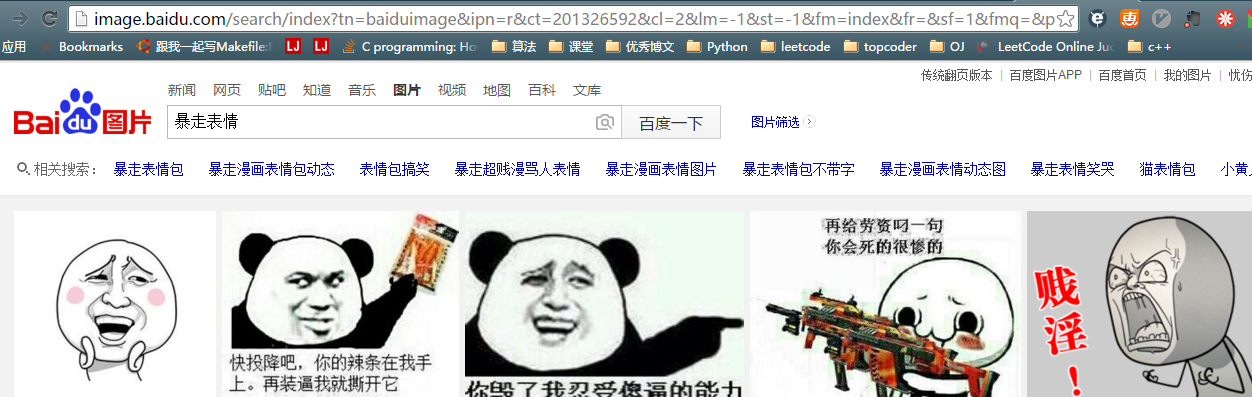 image.baidu.com/search/index?tn=baiduimage&ipn=r&ct=201326592&cl=2&lm=-1&st=-1&fm=index&fr=&sf=1&fmq=&p
应用 Bookmarks 跟我一起写Makefile: LJ LJ C programming: Ho 算法 课堂 优秀博文 Python leetcode topcoder OJ LeetCode Online Juc c++
传统翻页版本 | 百度图片APP | 百度首页 | 我的图片 | 忧伤
新闻 网页 贴吧 知道 音乐 图片 视频 地图 百科 文库
Bai du 图片
暴走表情 百度一下 图片筛选
相关搜索: 暴走表情包 暴走漫画表情包动态 表情包搞笑 暴走超贱漫骂人表情 暴走漫画表情图片 暴走表情包不带字 暴走漫画表情动态图 暴走表情笑哭 猫表情包 小黄
快投降吧,你的辣条在我手
上。再装逼我就撕开它
你毁了我忍受傻逼的能力
再给劳资叼一句
你会死的很惨的
贱
淫
!